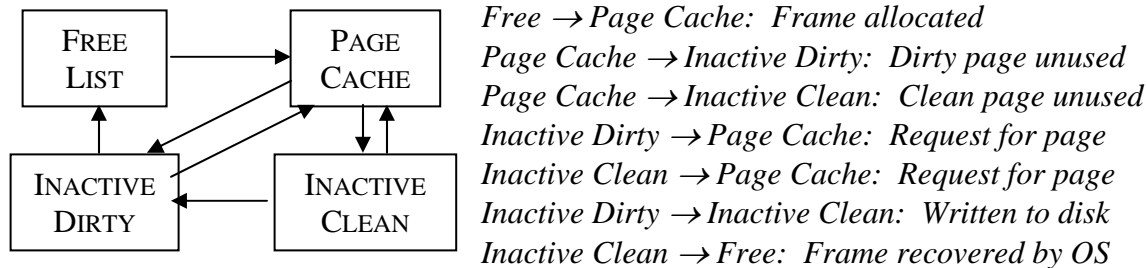 FREE
LIST
PAGE
CACHE
INACTIVE
DIRTY
INACTIVE
CLEAN
Free → Page Cache: Frame allocated
Page Cache → Inactive Dirty: Dirty page unused
Page Cache → Inactive Clean: Clean page unused
Inactive Dirty → Page Cache: Request for page
Inactive Clean → Page Cache: Request for page
Inactive Dirty → Inactive Clean: Written to disk
Inactive Clean → Free: Frame recovered by OS